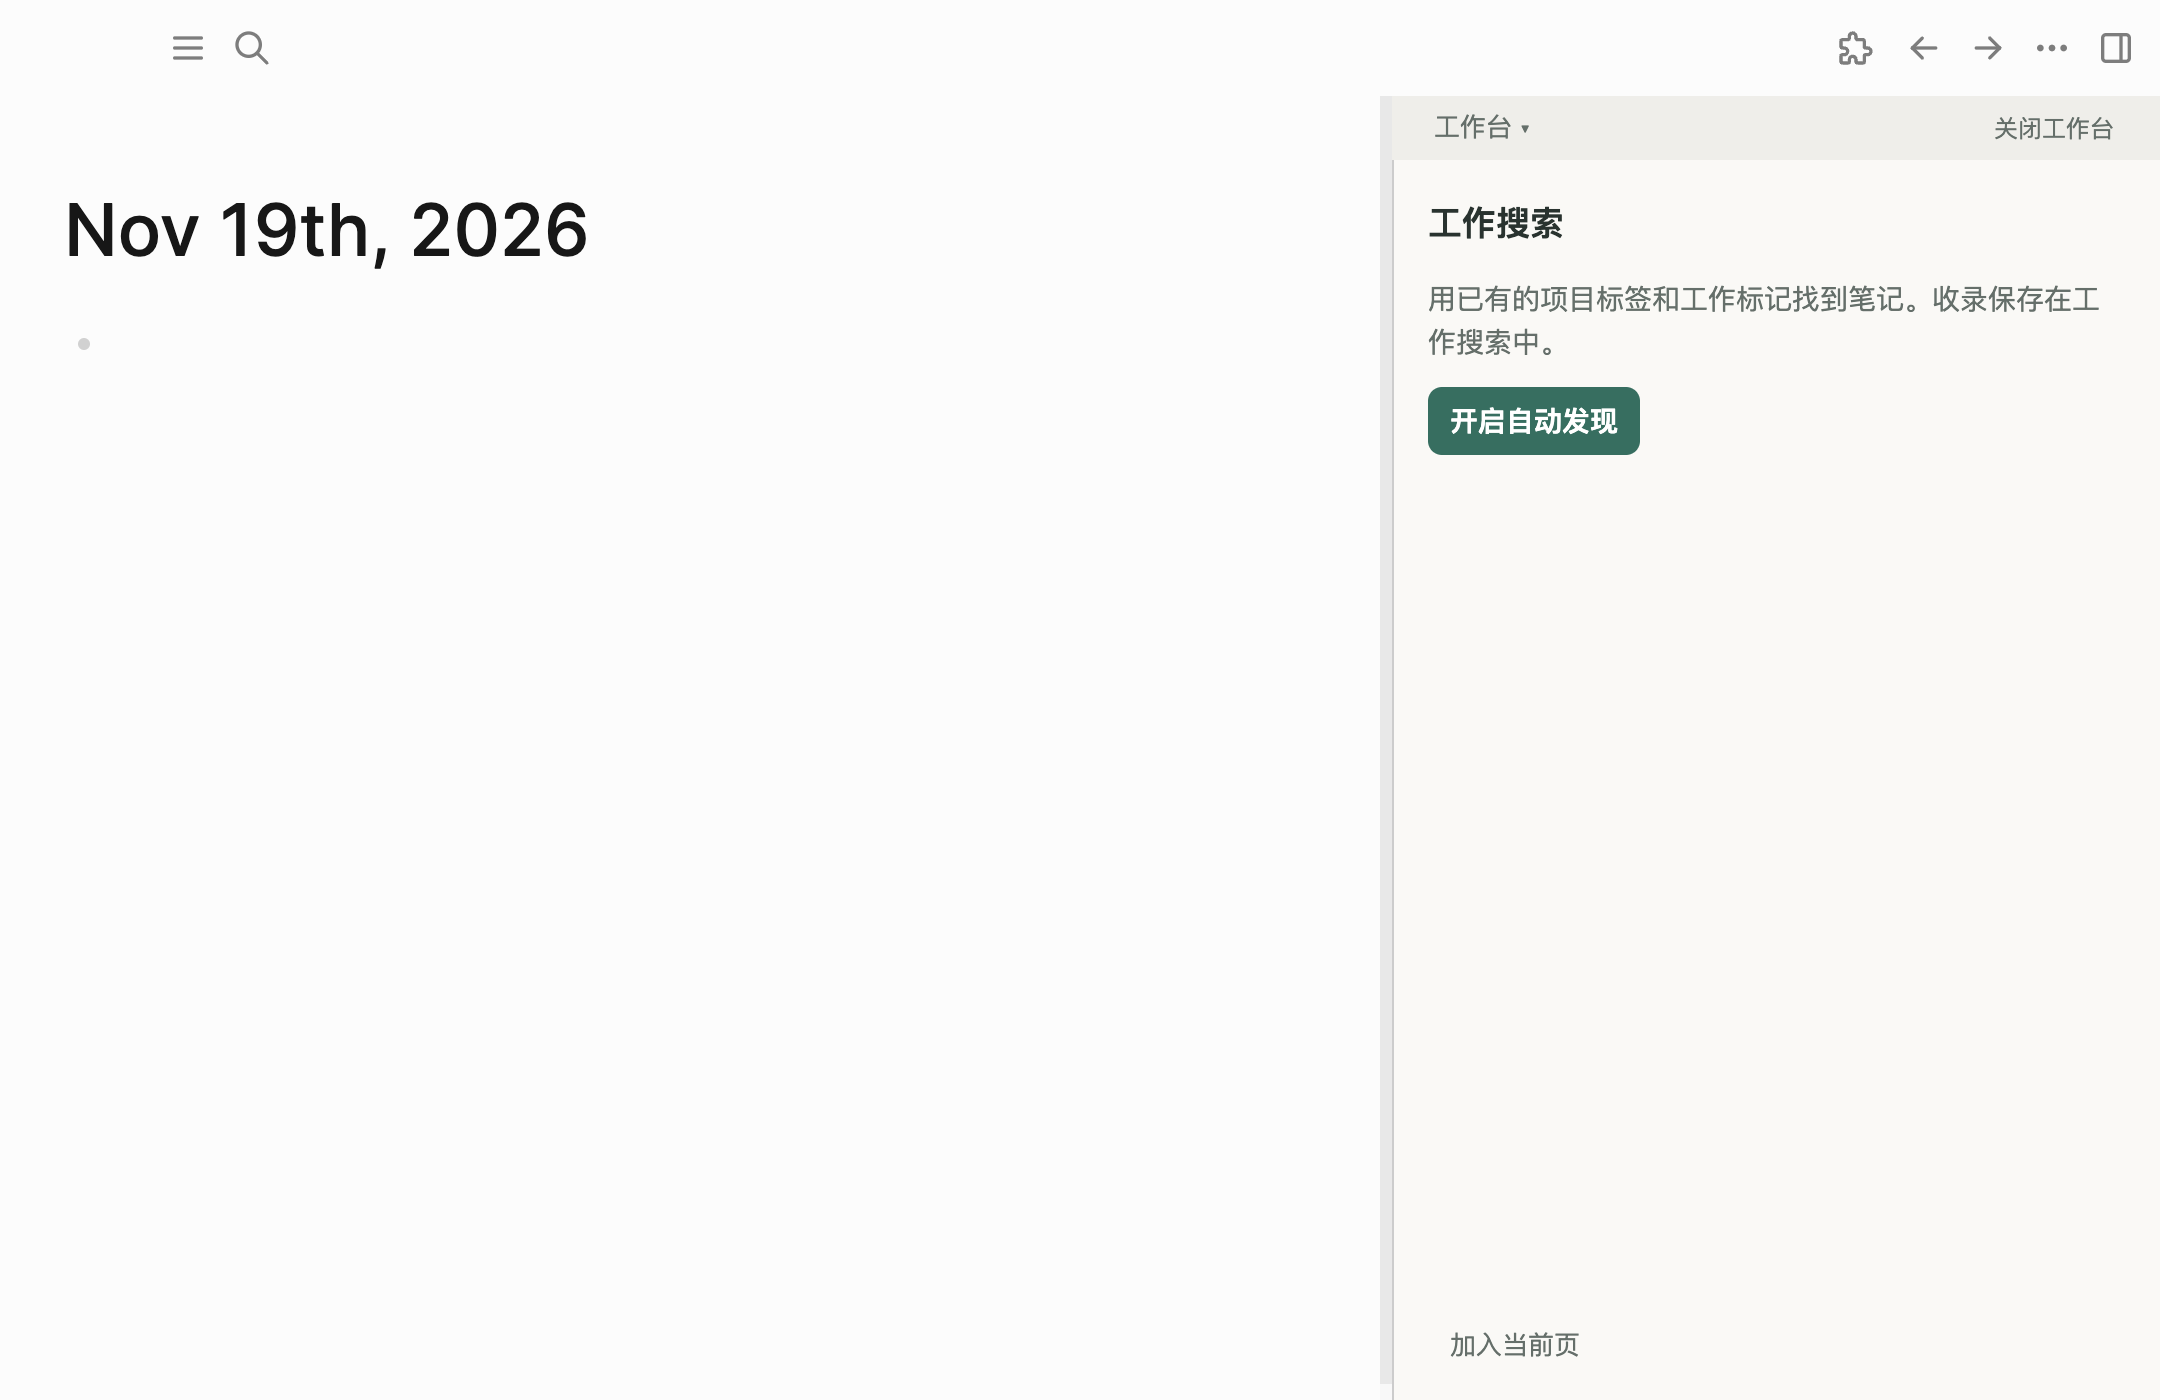 工作台 ▾
关闭工作台
Nov 19th, 2026
工作搜索
用已有的项目标签和工作标记找到笔记。收录保存在工
作搜索中。
开启自动发现
加入当前页